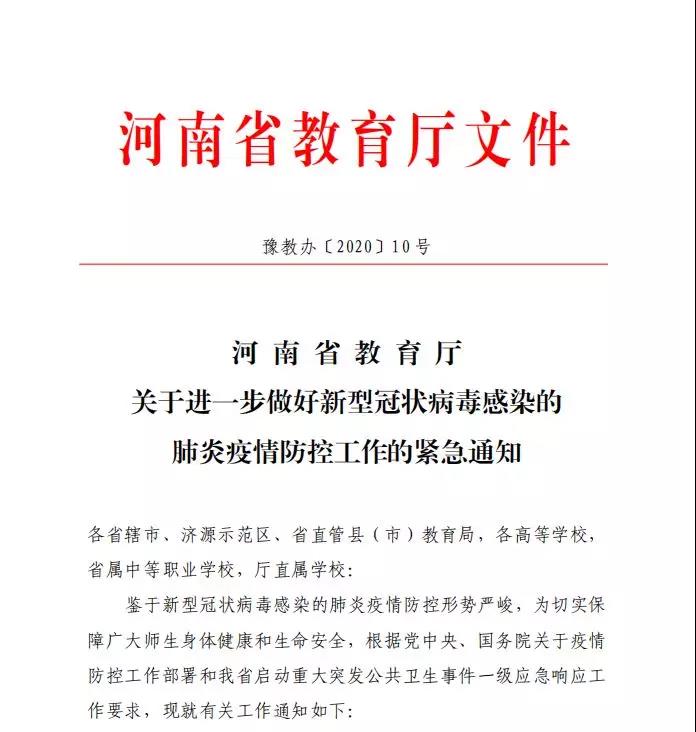 河南省教育厅文件
豫教办〔2020〕10号
河南省教育厅
关于进一步做好新型冠状病毒感染的
肺炎疫情防控工作的紧急通知
各省辖市、济源示范区、省直管县（市）教育局，各高等学校，
省属中等职业学校，厅直属学校：
鉴于新型冠状病毒感染的肺炎疫情防控形势严峻，为切实保
障广大师生身体健康和生命安全，根据党中央、国务院关于疫情
防控工作部署和我省启动重大突发公共卫生事件一级应急响应工
作要求，现就有关工作通知如下：